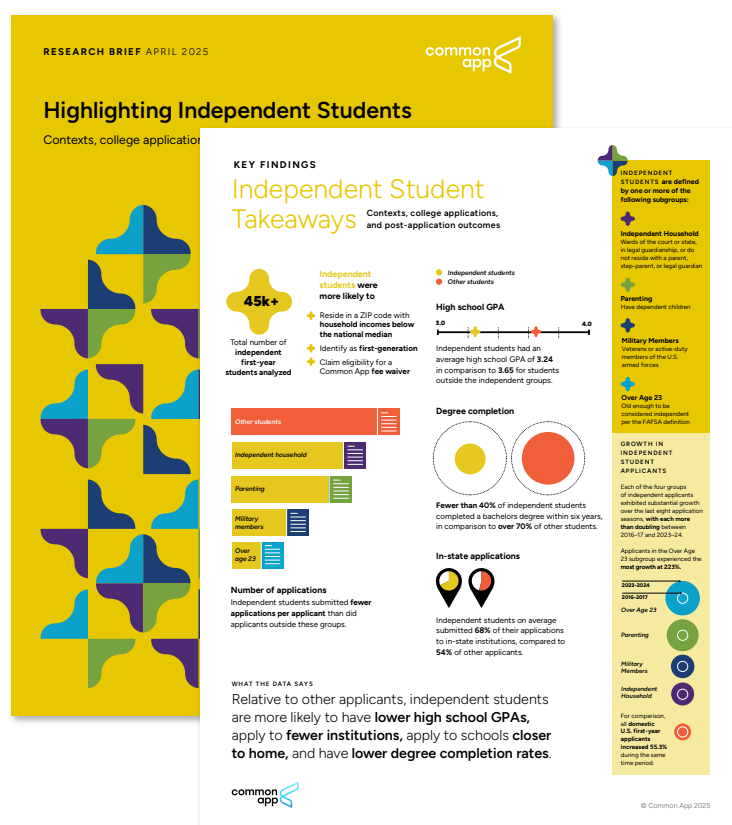 RESEARCH BRIEF APRIL 2025
common
app
Highlighting Independent Students
Contexts, college application
KEY FINDINGS
Independent Student
Takeaways
Contexts, college applications,
and post-application outcomes
45k+
Total number of
independent
first-year
students analyzed
Independent
students were
more likely to
Reside in a ZIP code with
household incomes below
the national median
Identify as first-generation
Claim eligibility for a
Common App fee waiver
Other students
Independent household
Parenting
Military
members
Over
age 23
Number of applications
Independent students submitted fewer
applications per applicant than did
applicants outside these groups.
Independent students
Other students
High school GPA
3.0
4.0
Independent students had an
average high school GPA of 3.24
in comparison to 3.65 for students
outside the independent groups.
Degree completion
Fewer than 40% of independent students
completed a bachelors degree within six years,
in comparison to over 70% of other students.
In-state applications
Independent students on average
submitted 68% of their applications
to in-state institutions, compared to
54% of other applicants.
WHAT THE DATA SAYS
Relative to other applicants, independent students
are more likely to have lower high school GPAs,
apply to fewer institutions, apply to schools closer
to home, and have lower degree completion rates.
common
app
INDEPENDENT
STUDENTS are defined
by one or more of the
following subgroups:
Independent Household
Wards of the court or state,
in legal guardianship, or do
not reside with a parent,
step-parent, or legal guardian
Parenting
Have dependent children
Military Members
Veterans or active-duty
members of the U.S.
armed forces
Over Age 23
Old enough to be
considered independent
per the FAFSA definition
GROWTH IN
INDEPENDENT
STUDENT
APPLICANTS
Each of the four groups
of independent applicants
exhibited substantial growth
over the last eight application
seasons, with each more
than doubling between
2016–17 and 2023–24.
Applicants in the Over Age
23 subgroup experienced the
most growth at 223%.
2023-2024
2016-2017
Over Age 23
Parenting
Military
Members
Independent
Household
For comparison,
all domestic
U.S. first-year
applicants
increased 55.3%
during the same
time period.
© Common App 2025